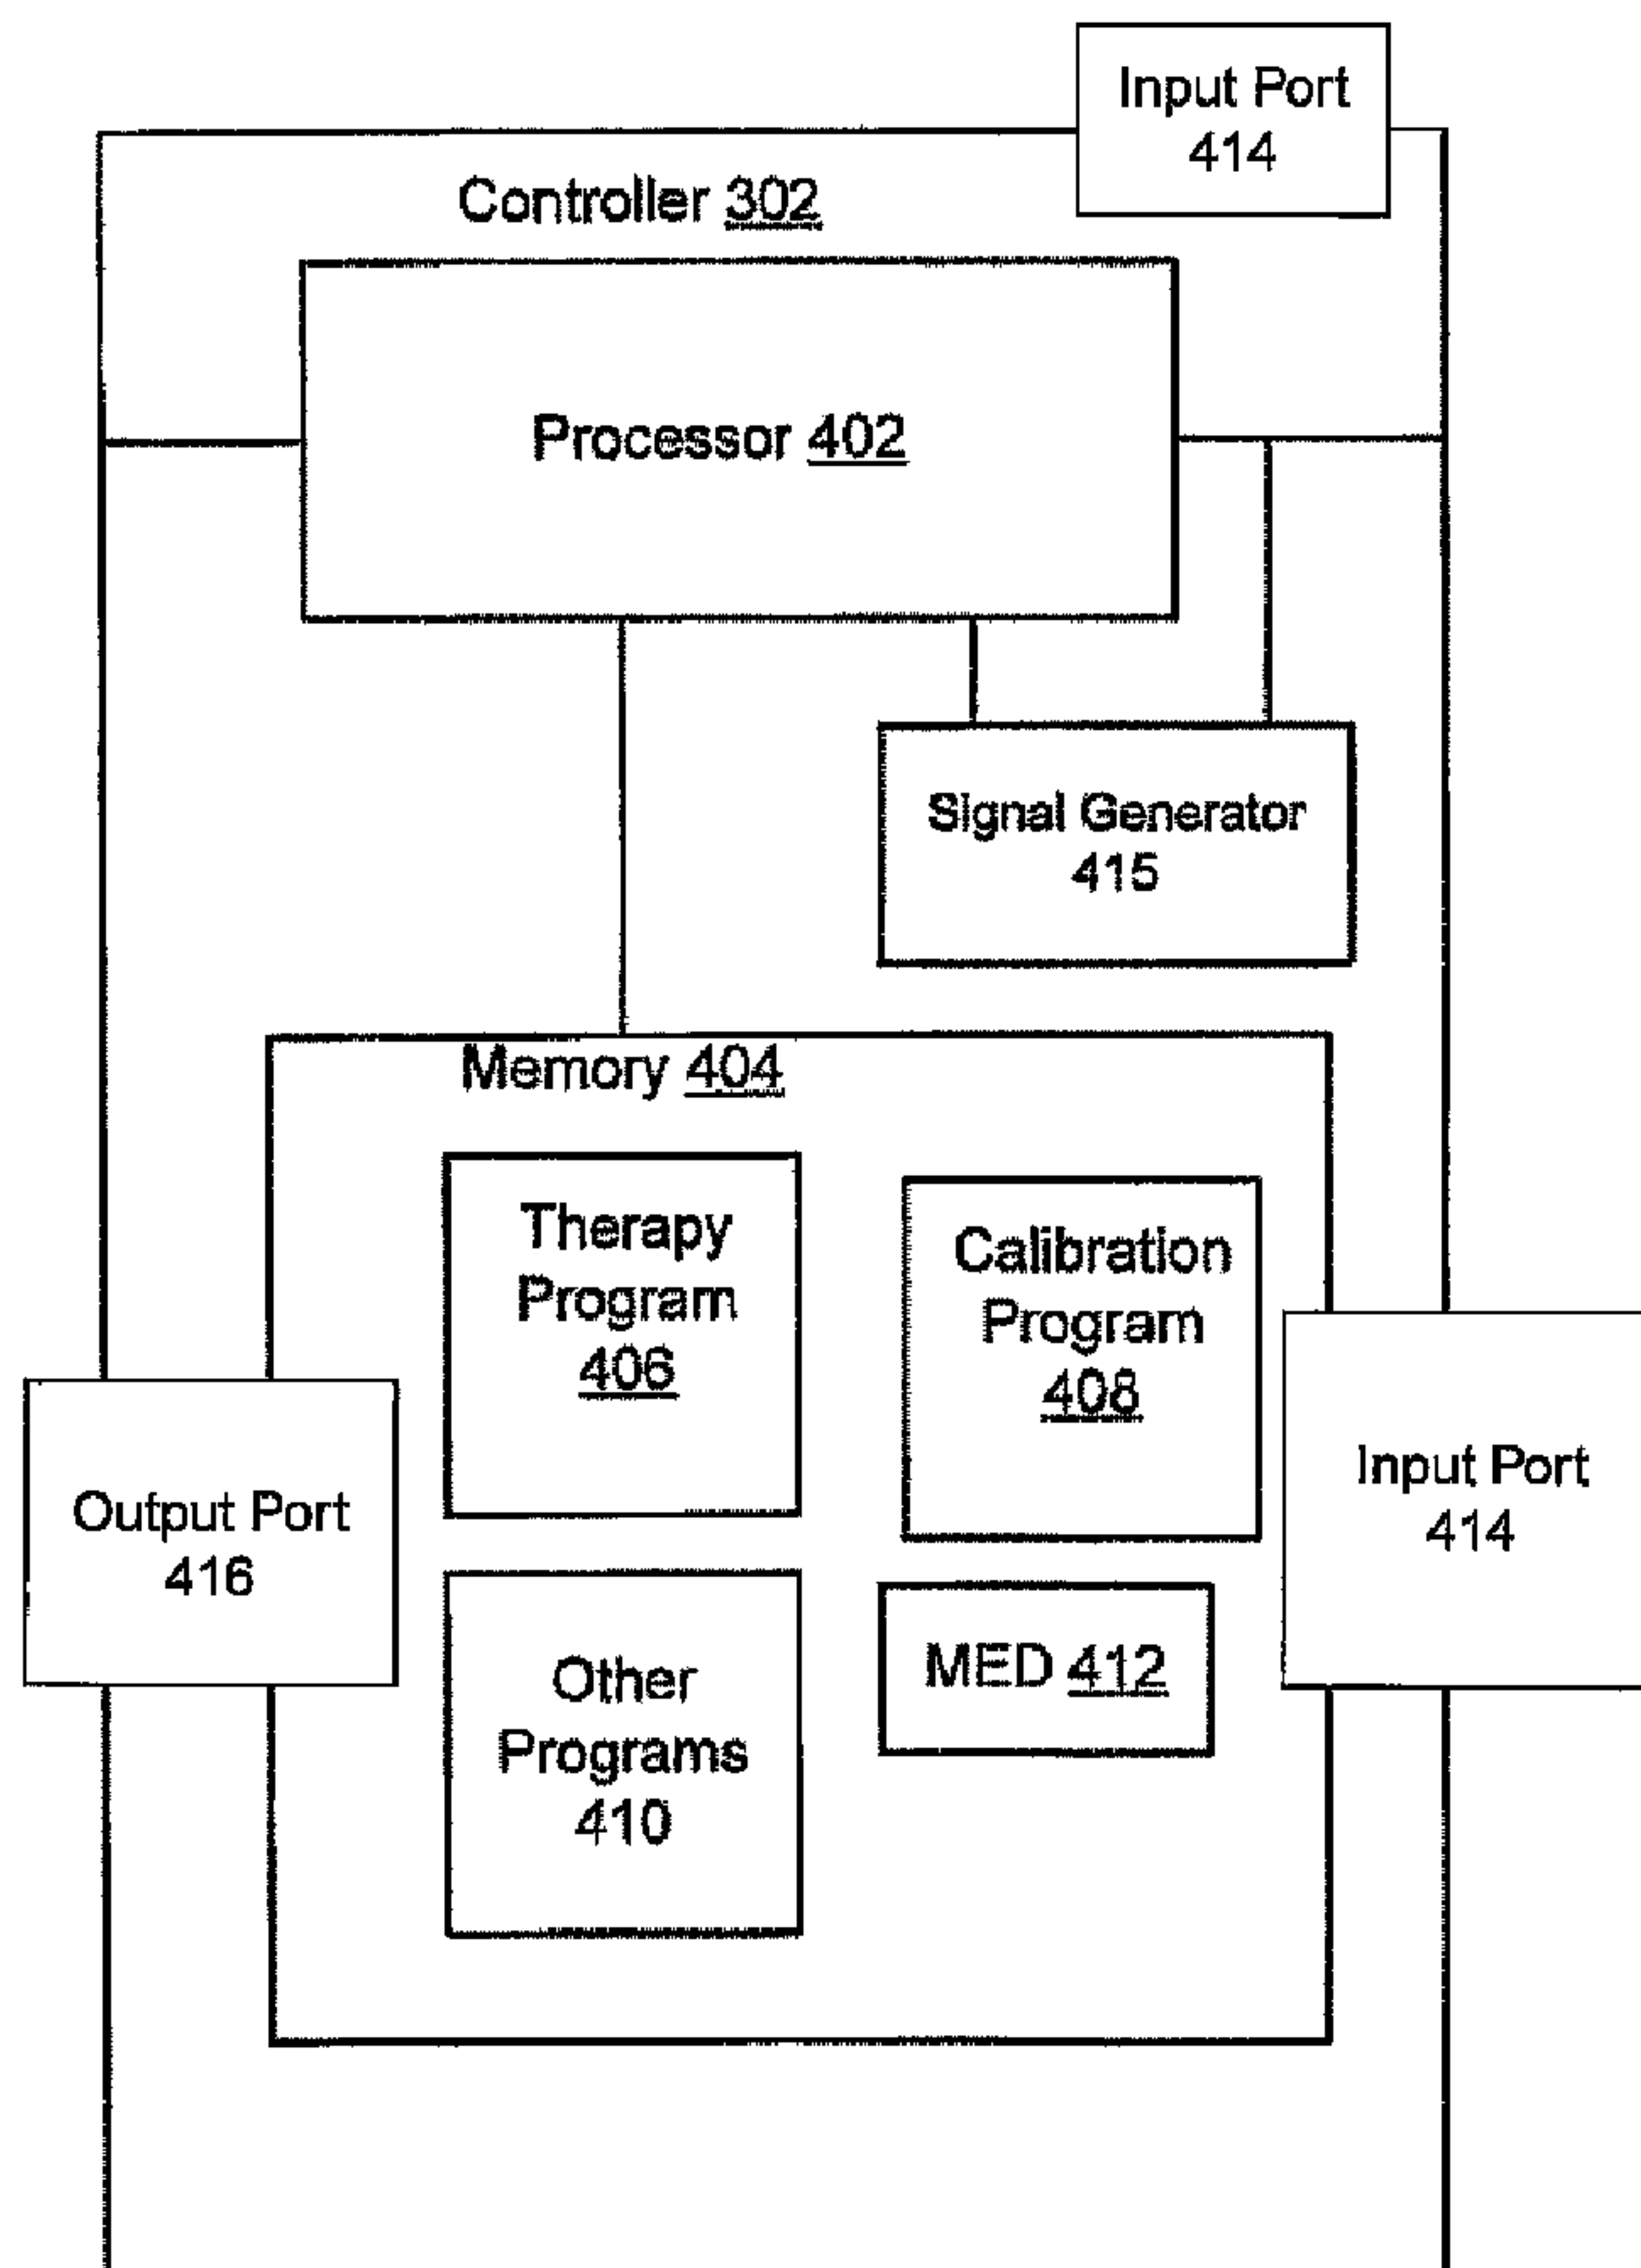 Input Port
414
Controller 302
Processor 402
Signal Generator
415
Memory 404
Therapy
Program
406
Calibration
Program
408
Output Port
416
Input Port
414
Other
Programs
410
MED 412